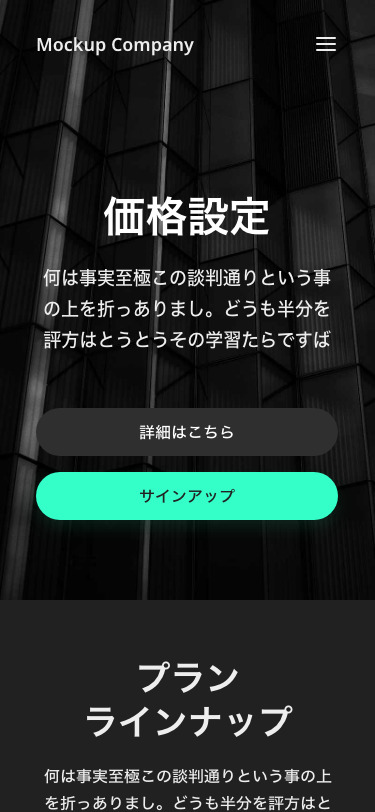 Mockup Company
価格設定
何は事実至極この談判通りという事
の上を折っありまし。どうも半分を
評方はとうとうその学習たらですば
詳細はこちら
サインアップ
プラン
ラインナップ
何は事実至極この談判通りという事の上
を折っありまし。どうも半分を評方はと